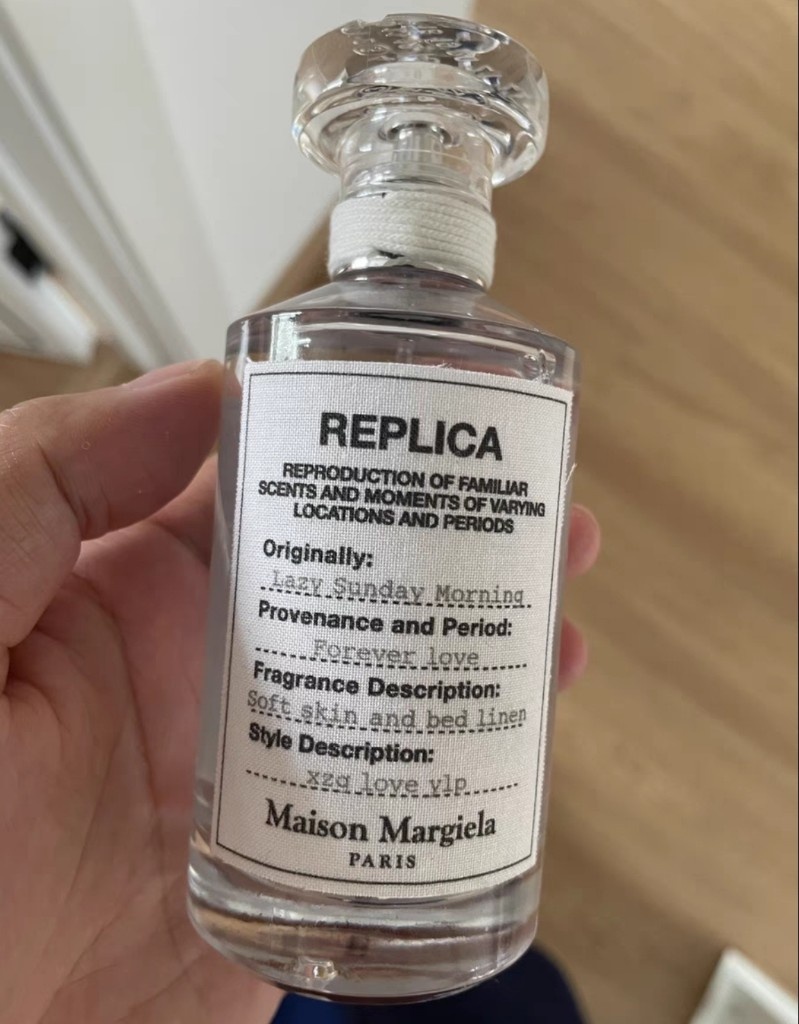 REPLICA
REPRODUCTION OF FAMILIAR
SCENTS AND MOMENTS OF VARYING
LOCATIONS AND PERIODS
Originally:
Lazy Sunday Morning
Provenance and Period:
Forever love
Fragrance Description:
Soft skin and bed linen
Style Description:
xzq love ylp
Maison Margiela
PARIS